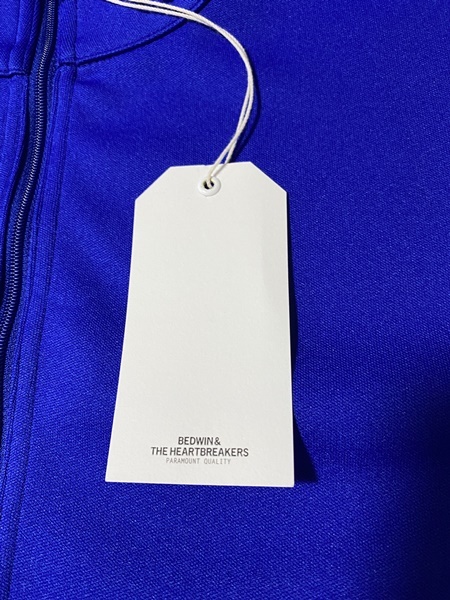 BEDWIN &
THE HEARTBREAKERS
PARAMOUNT QUALITY